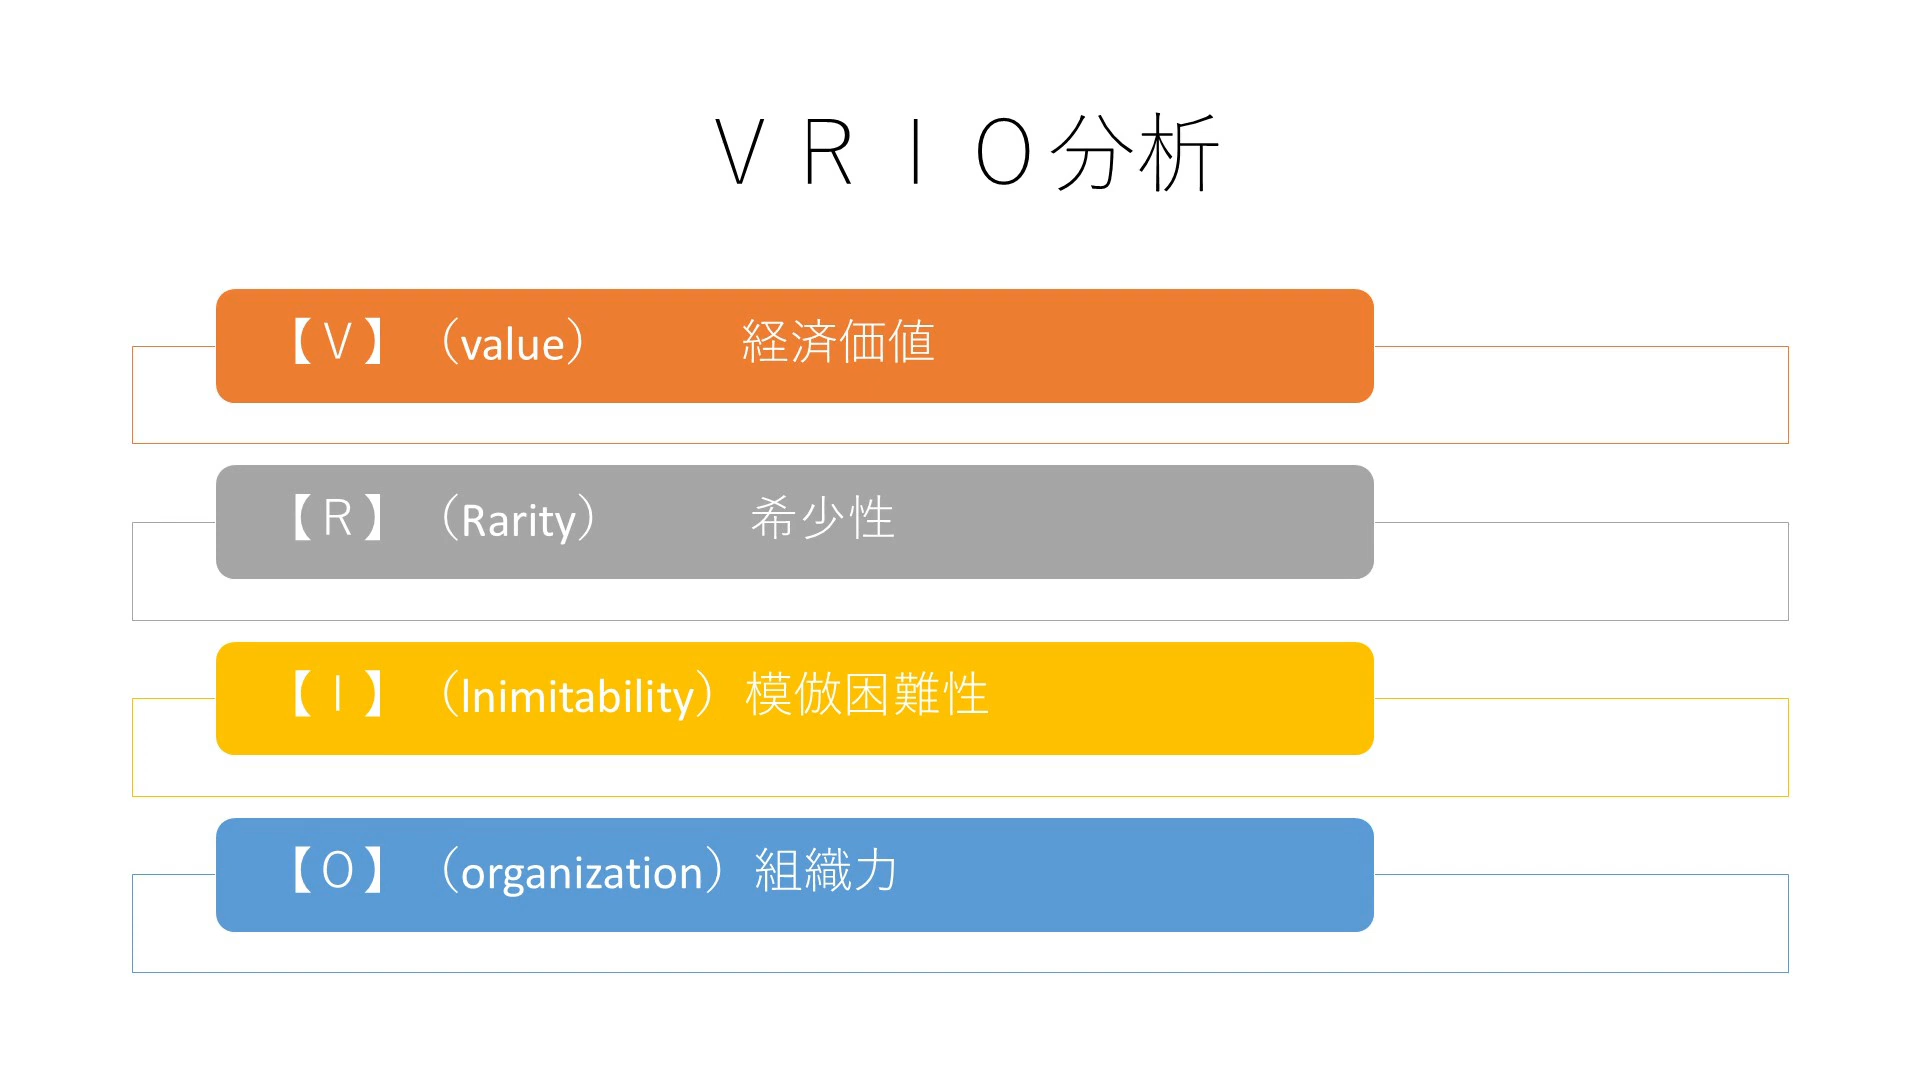 ＶＲＩＯ分析
【Ｖ】（value）　　　経済価値
【Ｒ】（Rarity）　　　希少性
【Ｉ】（Inimitability）模倣困難性
【Ｏ】（organization）組織力